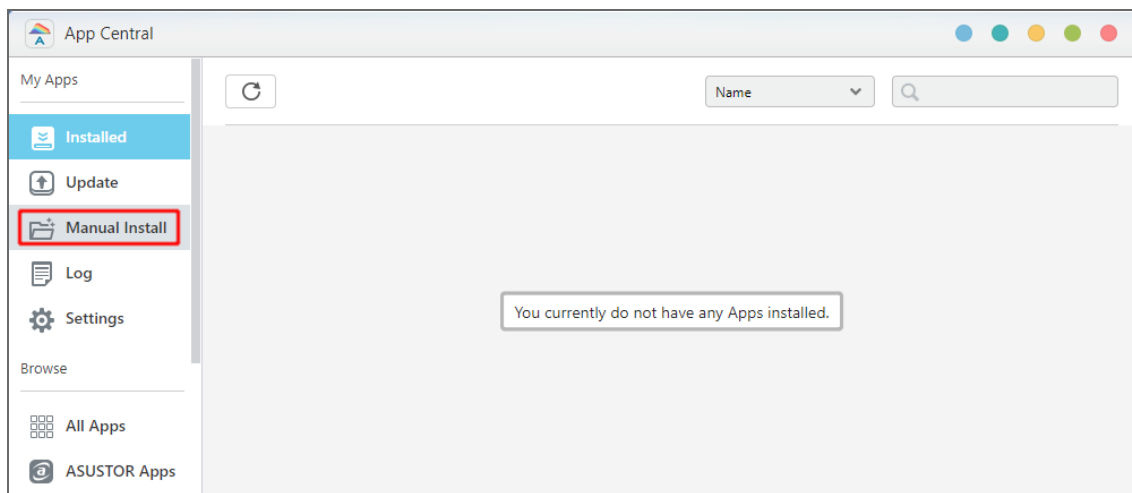 App Central
My Apps
Installed
Update
Manual Install
Log
Settings
Browse
All Apps
ASUSTOR Apps
Name
You currently do not have any Apps installed.